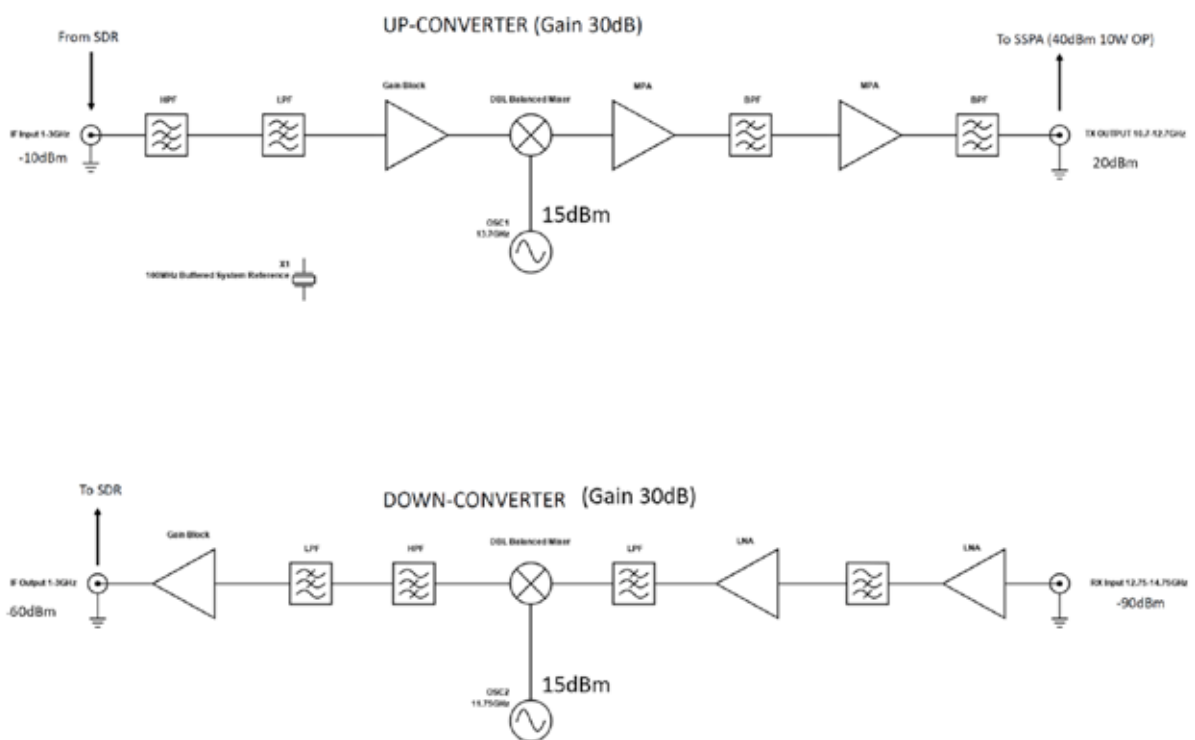 UP-CONVERTER (Gain 30dB)
From SDR
To SSPA (40dBm 10W OP)
HPF
LPF
Gain Block
DBL Balanced Mixer
MPA
BPF
MPA
BPF
IF Input 1-3GHz
-10dBm
TX OUTPUT 10.7-12.7GHz
20dBm
15dBm
OSC1
13.7GHz
X1
100MHz Buffered System Reference
To SDR
DOWN-CONVERTER (Gain 30dB)
Gain Block
LPF
HPF
DBL Balanced Mixer
LPF
LNA
LNA
IF Output 1-3GHz
-60dBm
RX Input 12.75-14.75GHz
-90dBm
15dBm
OSC2
11.75GHz